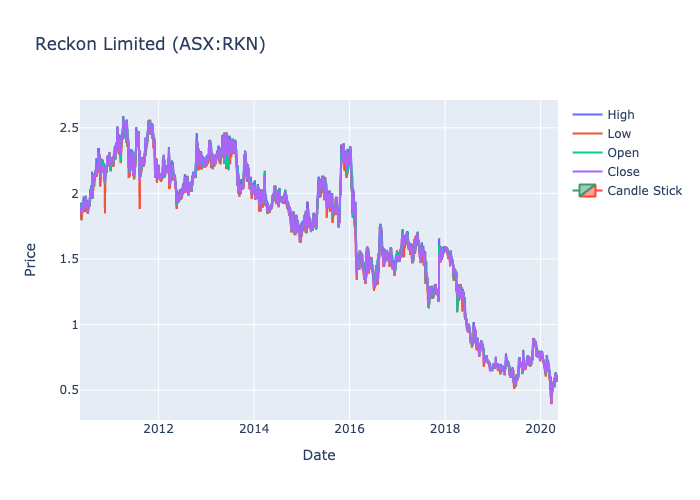 Reckon Limited (ASX:RKN)
High
Low
Open
Close
Candle Stick
Price
2.5
2
1.5
1
0.5
2012
2014
2016
2018
2020
Date